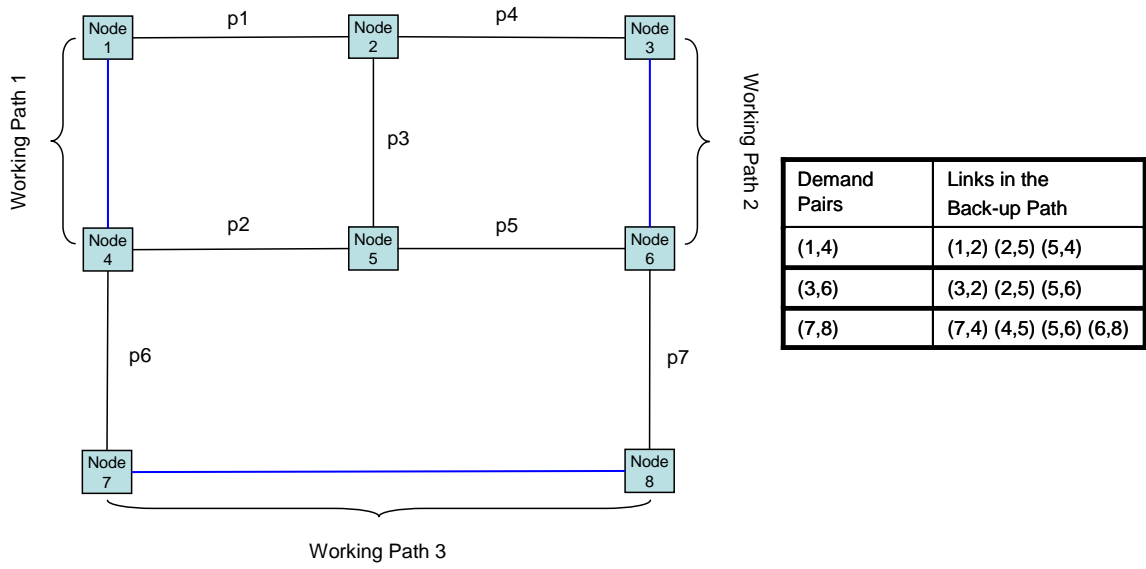 Node
1
p1
Node
2
p4
Node
3
Working Path 1
p3
Working Path 2
Node
4
p2
Node
5
p5
Node
6
p6
p7
Node
7
Node
8
Working Path 3
Demand
Pairs
Links in the
Back-up Path
(1,4)
(1,2) (2,5) (5,4)
(3,6)
(3,2) (2,5) (5,6)
(7,8)
(7,4) (4,5) (5,6) (6,8)